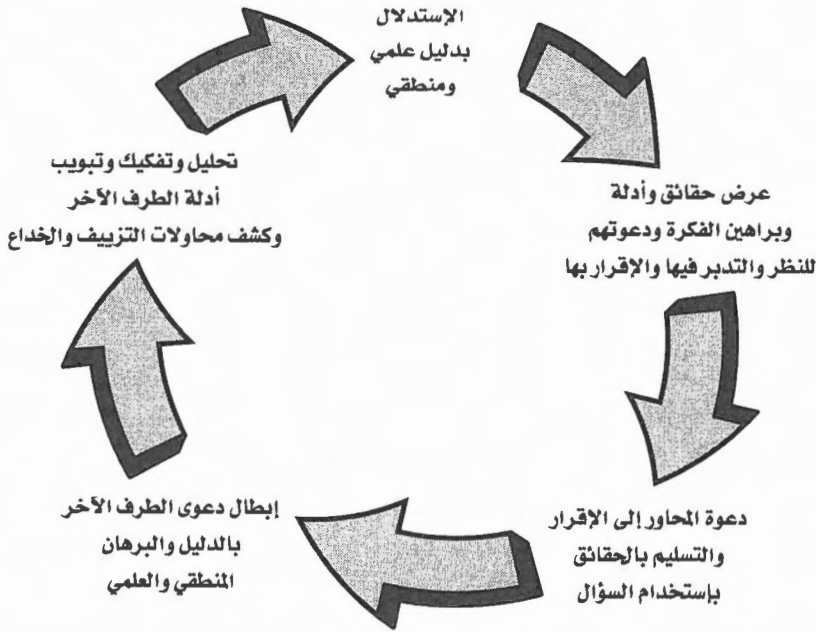 الإستدلال
بدليل علمي
ومنطقي
عرض حقائق وأدلة
وبراهين الفكرة ودعوتهم
للنظر والتدبر فيها والإقرار بها
دعوة المحاور إلى الإقرار
والتسليم بالحقائق
بإستخدام السؤال
إبطال دعوى الطرف الآخر
بالدليل والبرهان
المنطقي والعلمي
تحليل وتفكيك وتبويب
أدلة الطرف الآخر
وكشف محاولات التزييف والخداع